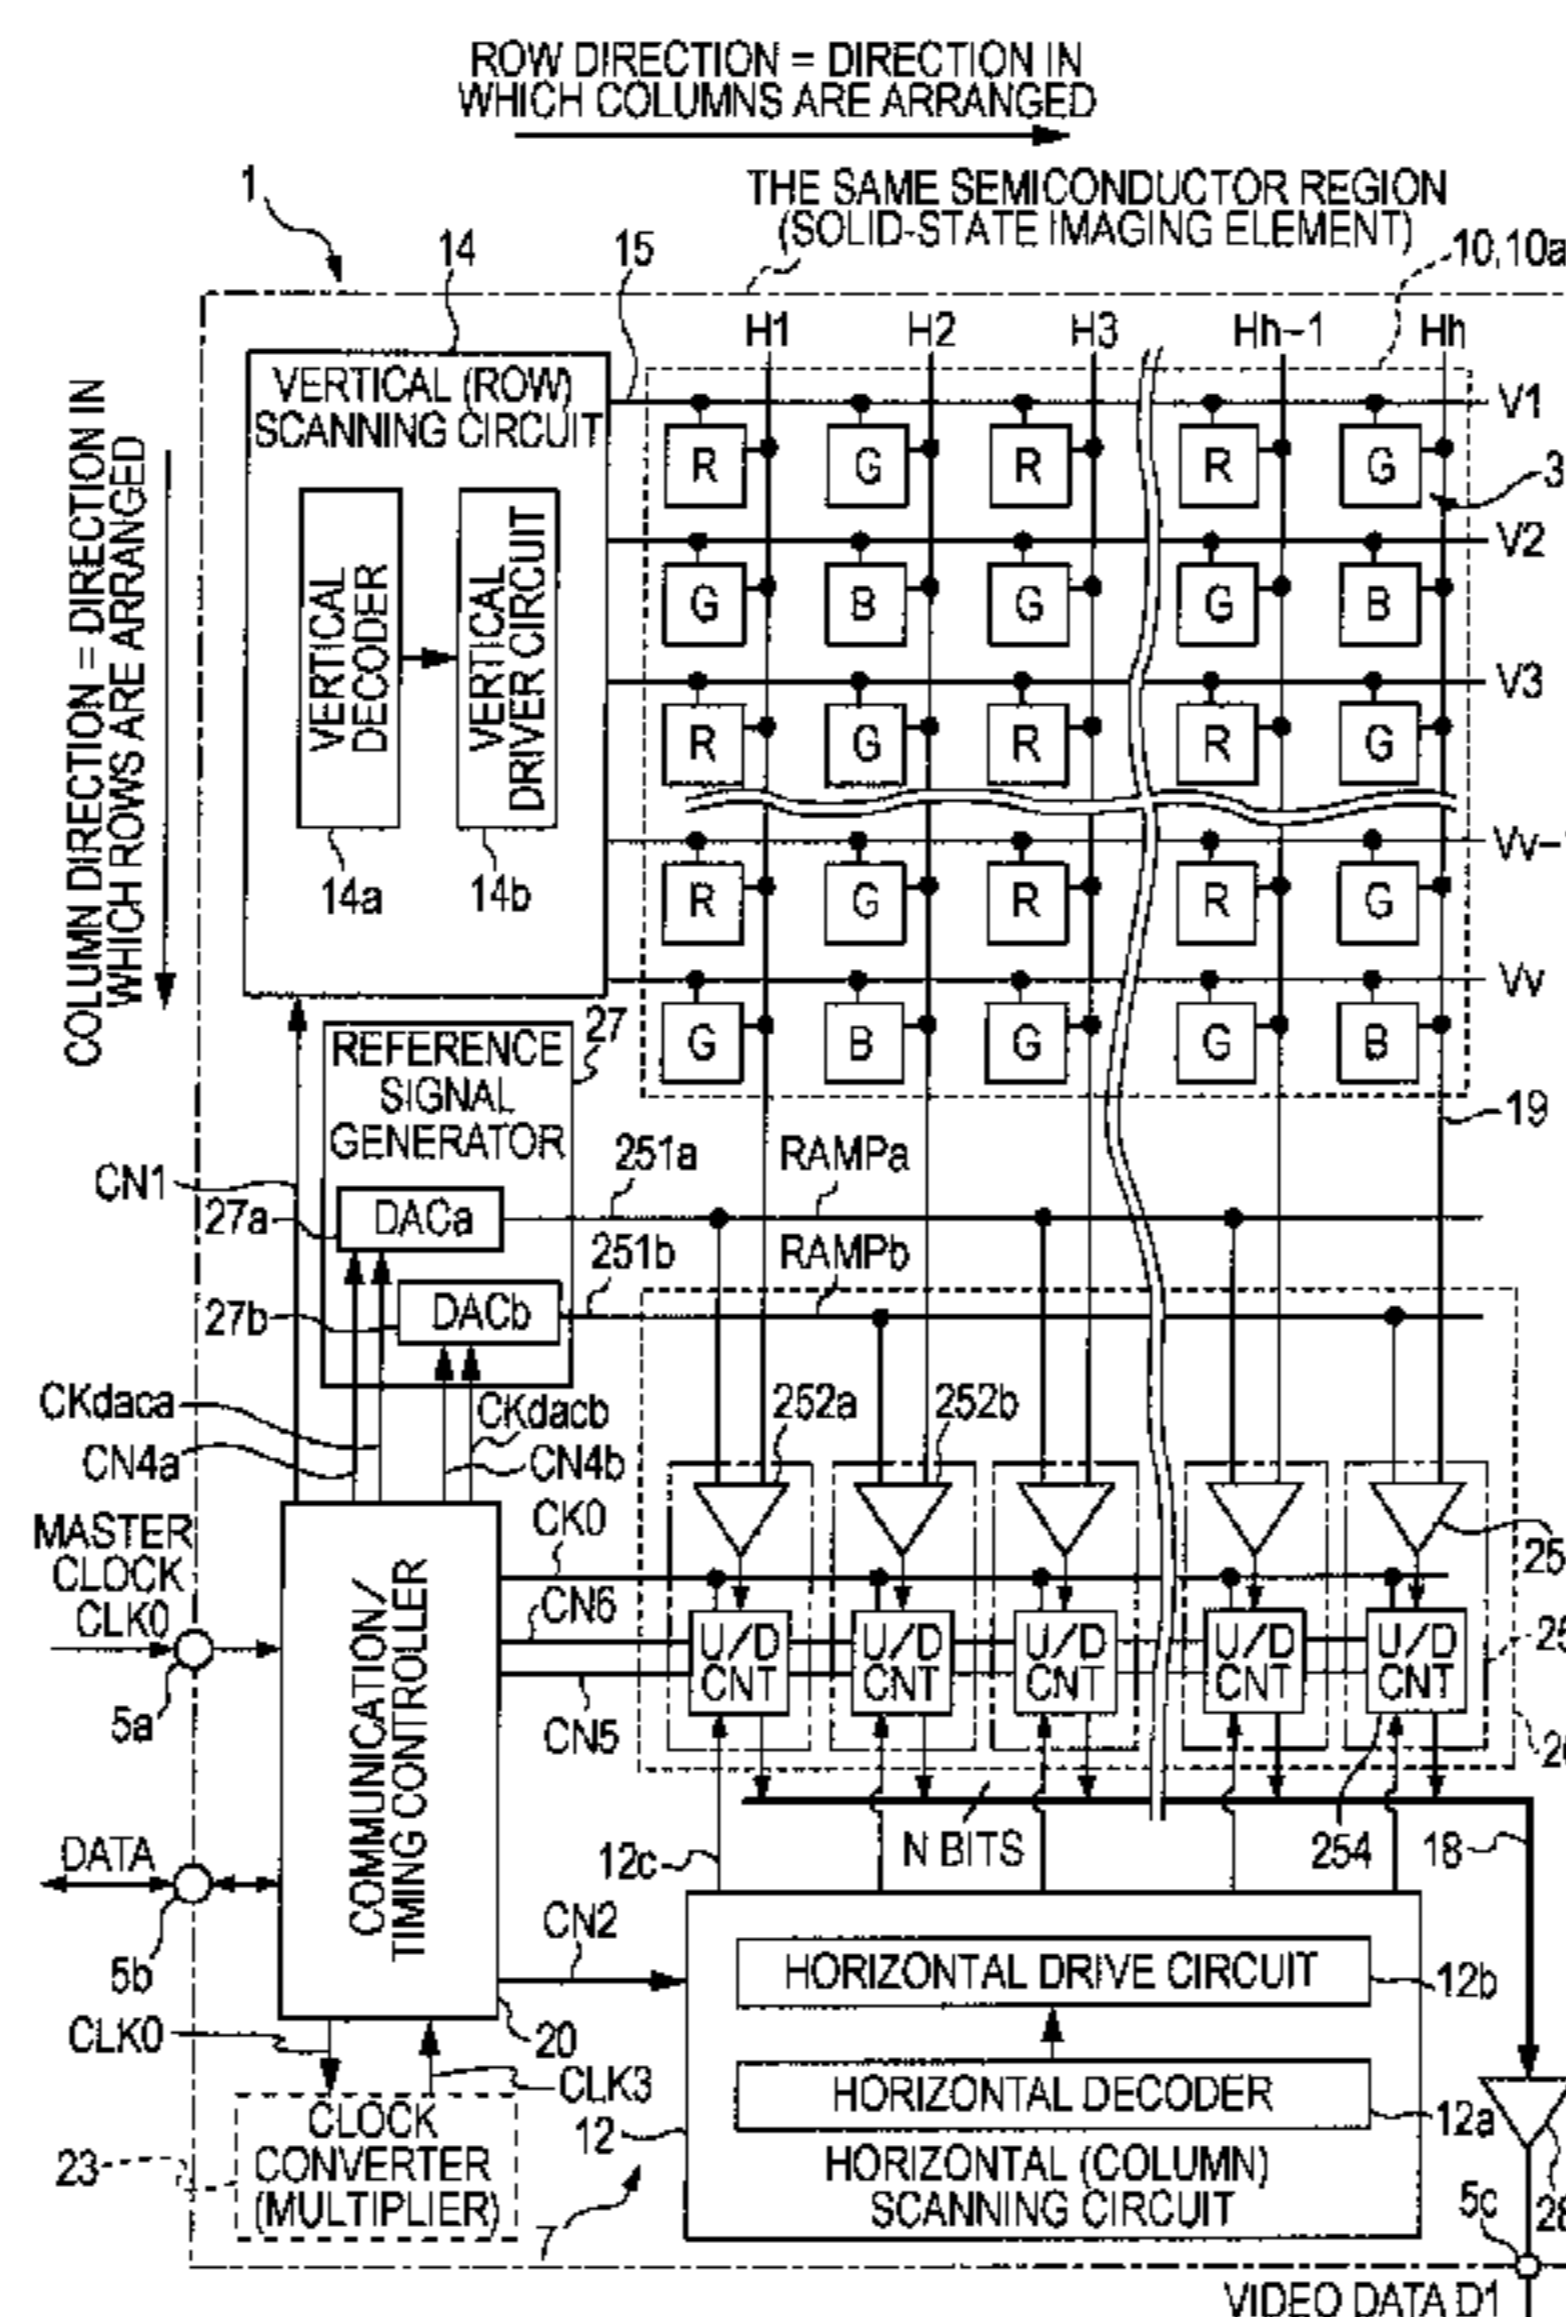 ROW DIRECTION = DIRECTION IN
WHICH COLUMNS ARE ARRANGED
1
THE SAME SEMICONDUCTOR REGION
(SOLID-STATE IMAGING ELEMENT)
14
15
10, 10a
H1 H2 H3 Hh-1 Hh
COLUMN DIRECTION = DIRECTION IN
WHICH ROWS ARE ARRANGED
VERTICAL (ROW)
SCANNING CIRCUIT
VERTICAL
DECODER
VERTICAL
DRIVER CIRCUIT
14a
14b
V1
R G R R G
3
V2
G B G G B
V3
R G R R G
Vv-
R G R R G
Vv
G B G G B
REFERENCE
SIGNAL
GENERATOR
27
19
CN1
27a
DACa
251a
RAMPa
27b
DACb
251b
RAMPb
CKdaca
CN4a
CKdacb
CN4b
252a
252b
MASTER
CLOCK
CLK0
5a
CK0
CN6
CN5
COMMUNICATION/
TIMING CONTROLLER
U/D
CNT
U/D
CNT
U/D
CNT
U/D
CNT
U/D
CNT
25
25
DATA
5b
12c
N BITS
254
18
CN2
HORIZONTAL DRIVE CIRCUIT
12b
CLK0
20
CLK3
HORIZONTAL DECODER
12a
12
CLOCK
CONVERTER
(MULTIPLIER)
23
HORIZONTAL (COLUMN)
SCANNING CIRCUIT
7
28
5c
VIDEO DATA D1